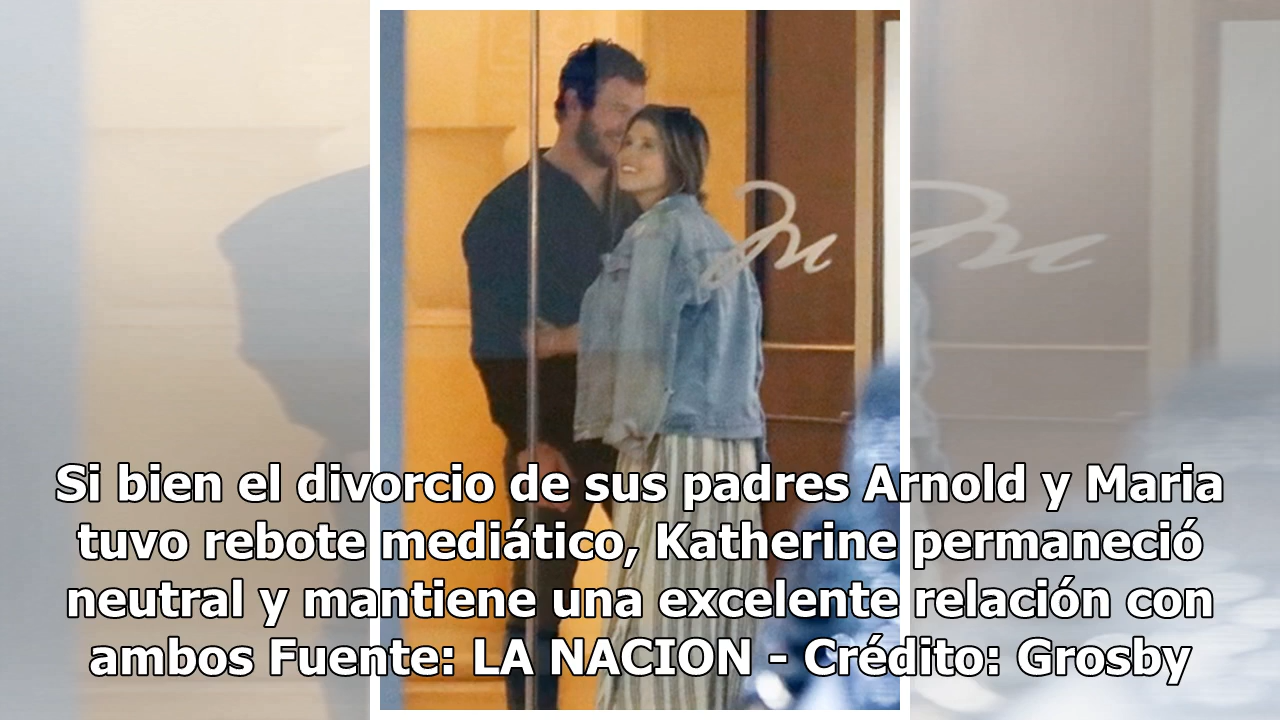 Si bien el divorcio de sus padres Arnold y Maria
tuvo rebote mediático, Katherine permaneció
neutral y mantiene una excelente relación con
ambos Fuente: LA NACION - Crédito: Grosby